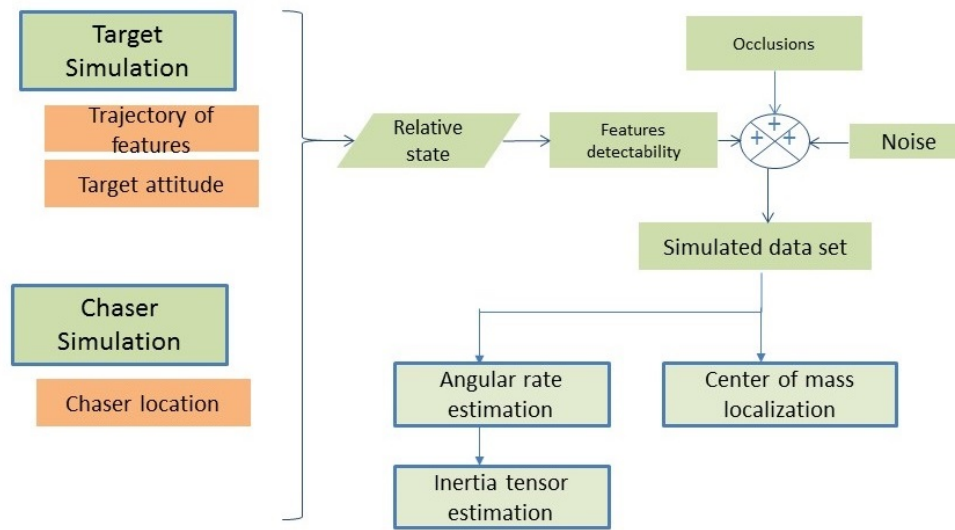 Target
Simulation
Trajectory of
features
Target attitude
Chaser
Simulation
Chaser location
Relative
state
Features
detectability
Occlusions
+
+ +
Noise
Simulated data set
Angular rate
estimation
Center of mass
localization
Inertia tensor
estimation